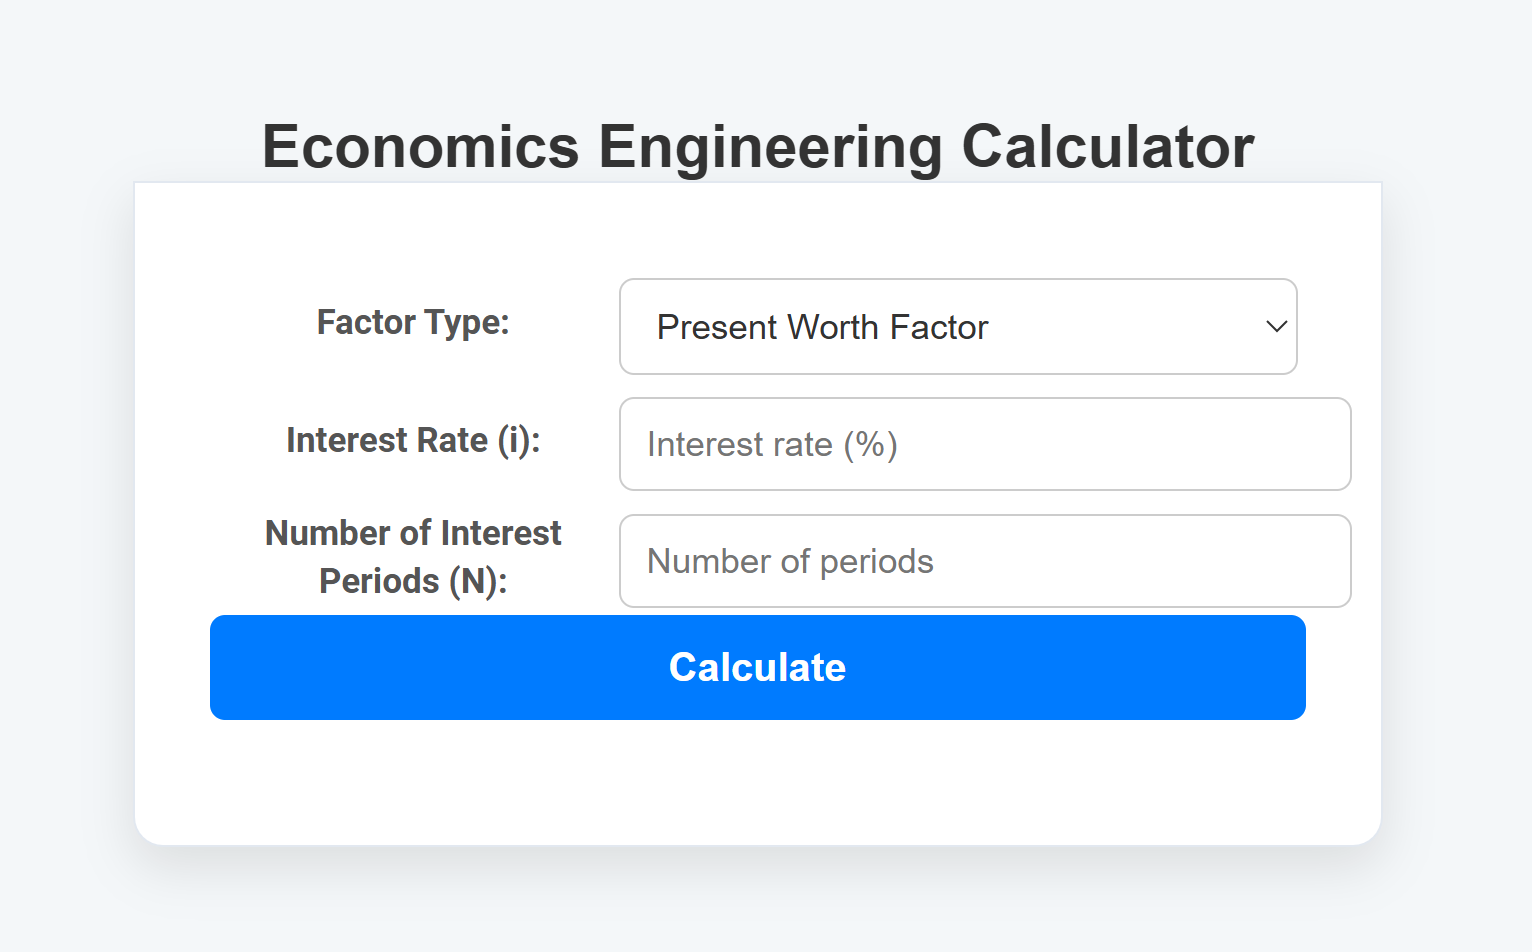 Economics Engineering Calculator
Factor Type:
Present Worth Factor
Interest Rate (i):
Interest rate (%)
Number of Interest
Periods (N):
Number of periods
Calculate